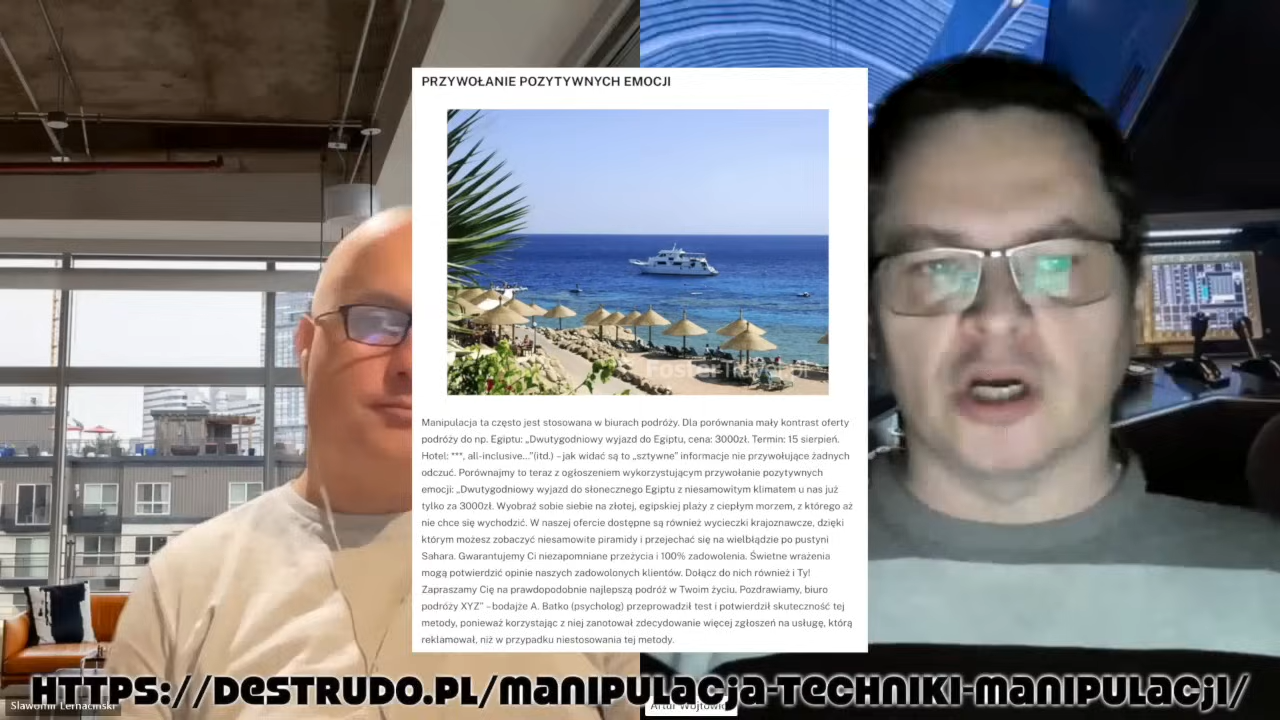 PRZYWOŁANIE POZYTYWNYCH EMOCJI
FosterTravel.pl
Manipulacja ta często jest stosowana w biurach podróży. Dla porównania mały kontrast oferty
podróży do np. Egiptu: „Dwutygodniowy wyjazd do Egiptu, cena: 3000zł. Termin: 15 sierpień.
Hotel: ***, all-inclusive..."(itd.) – jak widać są to „sztywne" informacje nie przywołujące żadnych
odczuć. Porównajmy to teraz z ogłoszeniem wykorzystującym przywołanie pozytywnych
emocji: „Dwutygodniowy wyjazd do słonecznego Egiptu z niesamowitym klimatem u nas już
tylko za 3000zł. Wyobraź sobie siebie na złotej, egipskiej plaży z ciepłym morzem, z którego aż
nie chce się wychodzić. W naszej ofercie dostępne są również wycieczki krajoznawcze, dzięki
którym możesz zobaczyć niesamowite piramidy i przejechać się na wielbłądzie po pustyni
Sahara. Gwarantujemy Ci niezapomniane przeżycia i 100% zadowolenia. Świetne wrażenia
mogą potwierdzić opinie naszych zadowolonych klientów. Dołącz do nich również i Ty!
Zapraszamy Cię na prawdopodobnie najlepszą podróż w Twoim życiu. Pozdrawiamy, biuro
podróży XYZ" – bodajże A. Batko (psycholog) przeprowadził test i potwierdził skuteczność tej
metody, ponieważ korzystając z niej zanotował zdecydowanie więcej zgłoszeń na usługę, którą
reklamował, niż w przypadku niestosowania tej metody.
HTTPS://DESTRUDO.PL/MANIPULACJA-TECHNIKI-MANIPULACJI/
Sławomir Lernaciński
Artur Wójtowic